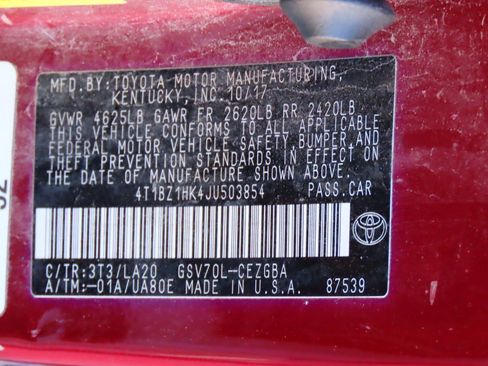 MFD. BY: TOYOTA MOTOR MANUFACTURING,
KENTUCKY, INC. 10/17
GVWR 4625LB GAWR FR 2620LB RR 2420LB
THIS VEHICLE CONFORMS TO ALL APPLICABLE
FEDERAL MOTOR VEHICLE SAFETY, BUMPER, AND
THEFT PREVENTION STANDARDS IN EFFECT ON
THE DATE OF MANUFACTURE SHOWN ABOVE.
4T1BZ1HK4JU503854 PASS.CAR
C/TR:3T3/LA20 GSV70L-CEZGBA
A/TM:-01A/UA80E MADE IN U.S.A. 87539